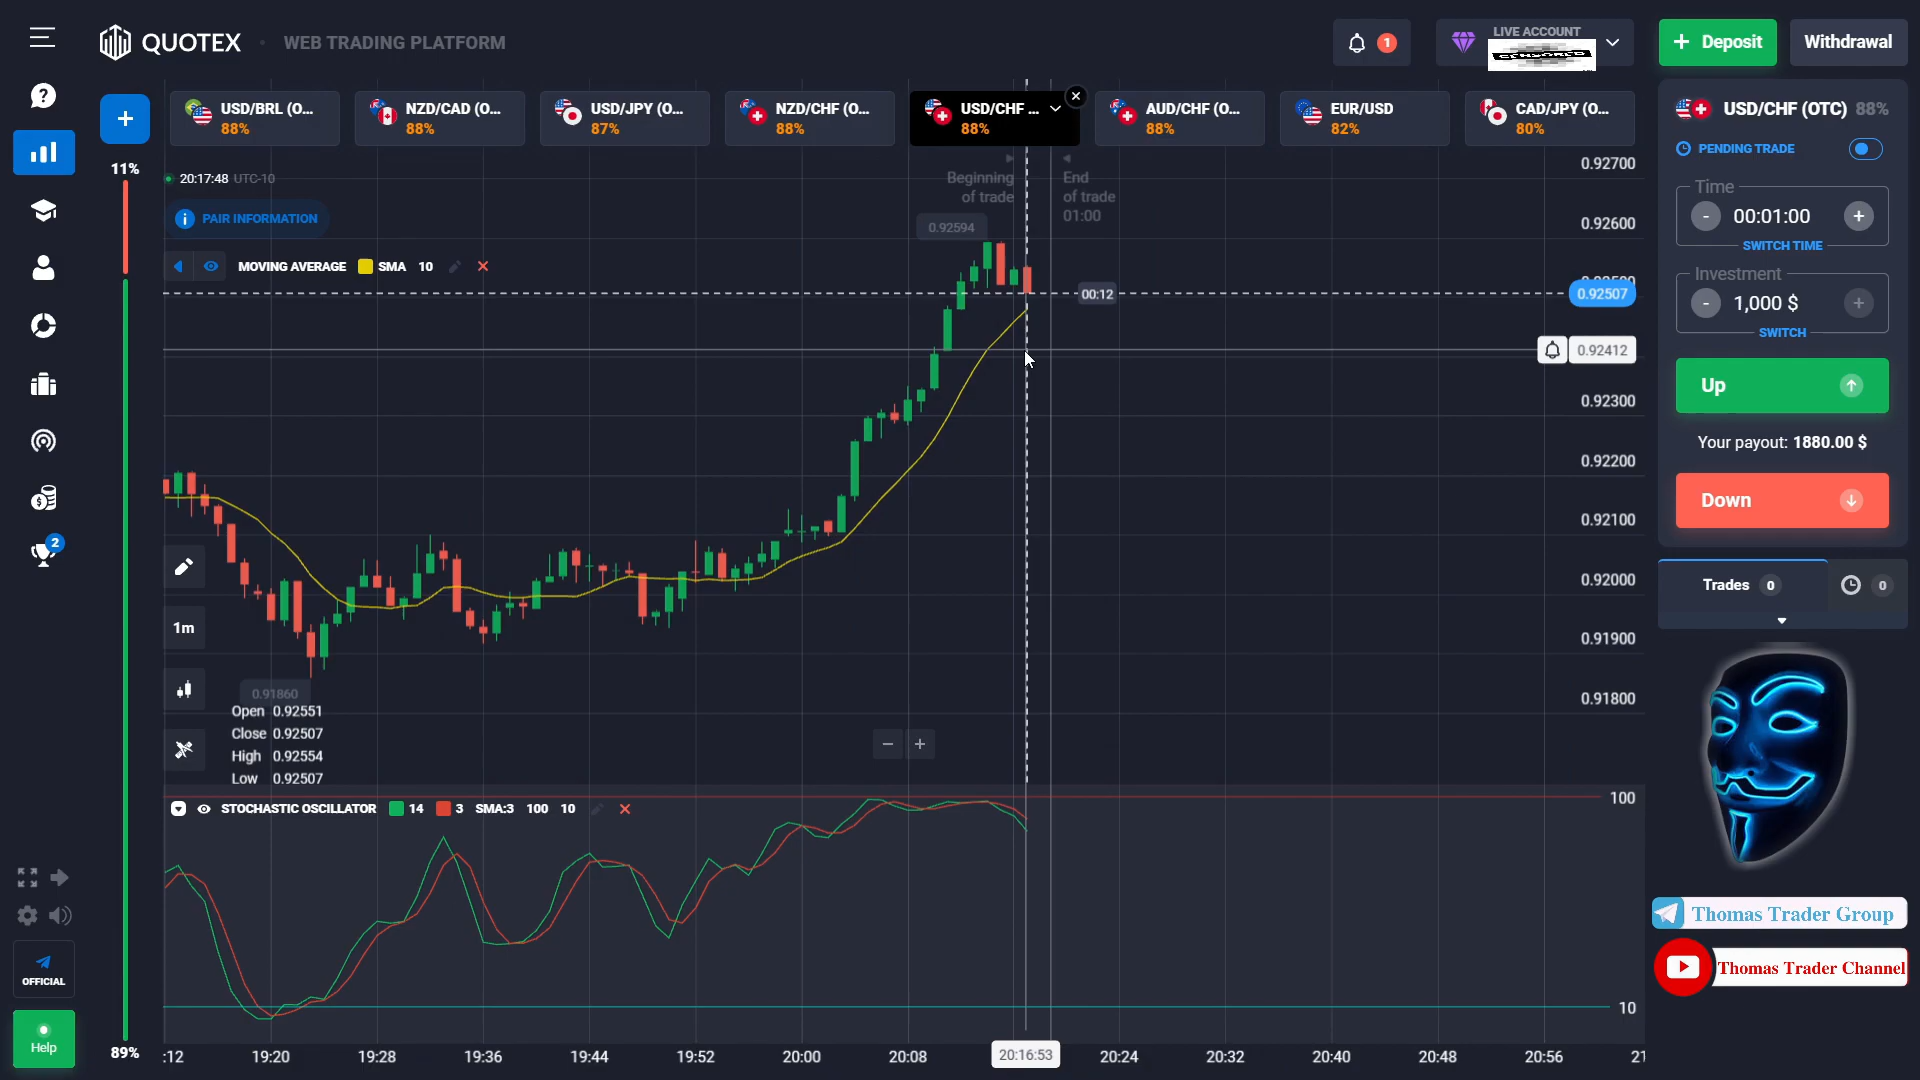 QUOTEX
WEB TRADING PLATFORM
1
LIVE ACCOUNT
Deposit
Withdrawal
USD/BRL (O...
88%
NZD/CAD (O...
88%
USD/JPY (O...
87%
NZD/CHF (O...
88%
USD/CHF ...
88%
AUD/CHF (O...
88%
EUR/USD
82%
CAD/JPY (O...
80%
USD/CHF (OTC) 88%
PENDING TRADE
Time
- 00:01:00 +
SWITCH TIME
Investment
- 1,000 $ +
SWITCH
Up
Your payout: 1880.00 $
Down
Trades 0
0
11%
20:17:48 UTC-10
PAIR INFORMATION
MOVING AVERAGE SMA 10
Beginning
of trade
End
of trade
01:00
0.92594
00:12
0.92700
0.92600
0.92507
0.92412
0.92300
0.92200
0.92100
0.92000
0.91900
0.91800
2
1m
0.91860
Open 0.92551
Close 0.92507
High 0.92554
Low 0.92507
STOCHASTIC OSCILLATOR 14 3 SMA:3 100 10
100
10
Thomas Trader Group
Thomas Trader Channel
OFFICIAL
Help
89%
:12 19:20 19:28 19:36 19:44 19:52 20:00 20:08 20:16:53 20:24 20:32 20:40 20:48 20:56 21